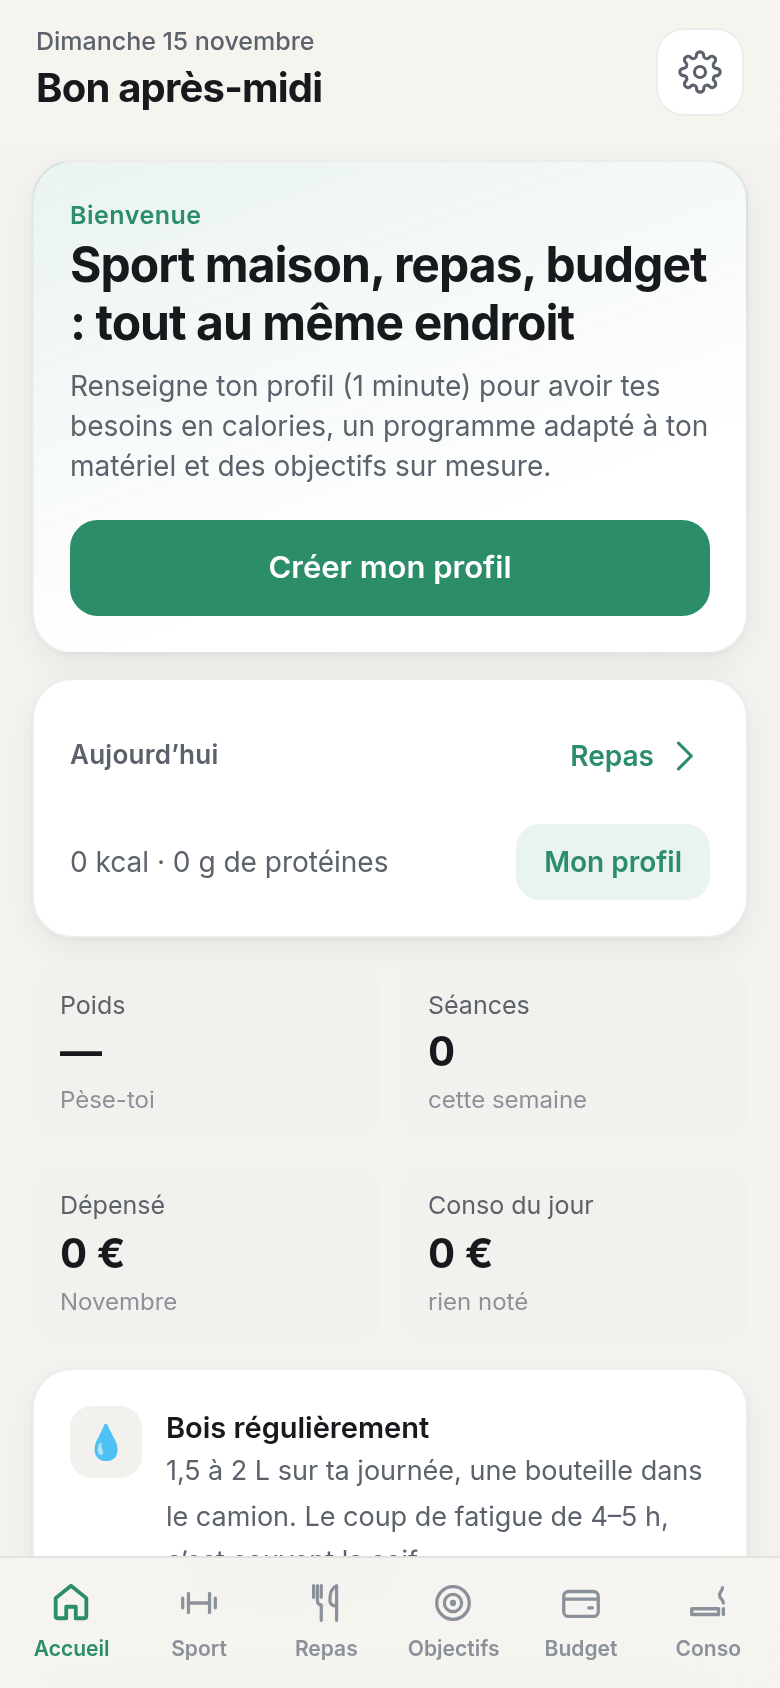 Dimanche 15 novembre
Bon après-midi
Bienvenue
Sport maison, repas, budget
: tout au même endroit
Renseigne ton profil (1 minute) pour avoir tes
besoins en calories, un programme adapté à ton
matériel et des objectifs sur mesure.
Créer mon profil
Aujourd’hui
Repas
0 kcal · 0 g de protéines
Mon profil
Poids
—
Pèse-toi
Séances
0
cette semaine
Dépensé
0 €
Novembre
Conso du jour
0 €
rien noté
Bois régulièrement
1,5 à 2 L sur ta journée, une bouteille dans
le camion. Le coup de fatigue de 4–5 h,
c’est souvent la soif.
Accueil
Sport
Repas
Objectifs
Budget
Conso